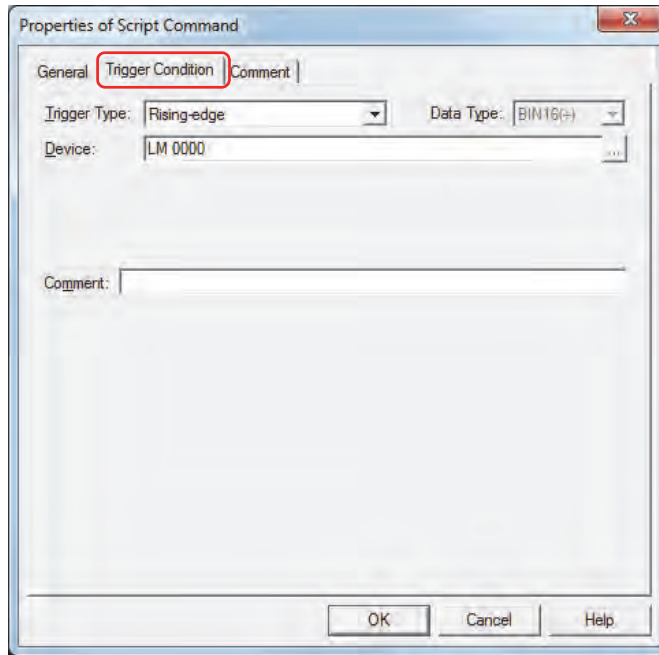 Properties of Script Command
General Trigger Condition Comment
Trigger Type: Rising-edge Data Type: BIN16(+)
Device: LM 0000 ...
Comment:
OK Cancel Help